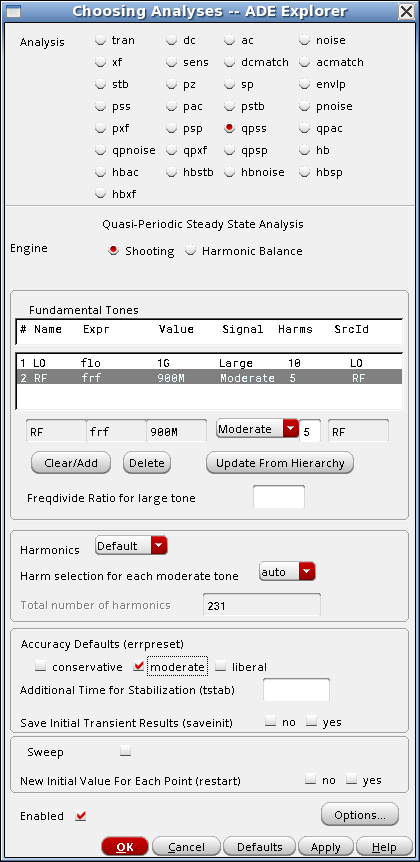 Choosing Analyses -- ADE Explorer
Analysis tran dc ac noise
xf sens dcmatch acmatch
stb pz sp envlp
pss pac pstb pnoise
pxf psp qpss qpac
qpnoise qpxf qpsp hb
hbac hbstb hbnoise hbsp
hbxf
Quasi-Periodic Steady State Analysis
Engine Shooting Harmonic Balance
Fundamental Tones
# Name Expr Value Signal Harms SrcId
1 LO flo 1G Large 10 LO
2 RF frf 900M Moderate 5 RF
RF frf 900M Moderate 5 RF
Clear/Add Delete Update From Hierarchy
Freqdivide Ratio for large tone
Harmonics Default
Harm selection for each moderate tone auto
Total number of harmonics 231
Accuracy Defaults (errpreset)
conservative moderate liberal
Additional Time for Stabilization (tstab)
Save Initial Transient Results (saveinit) no yes
Sweep
New Initial Value For Each Point (restart) no yes
Enabled Options...
OK Cancel Defaults Apply Help